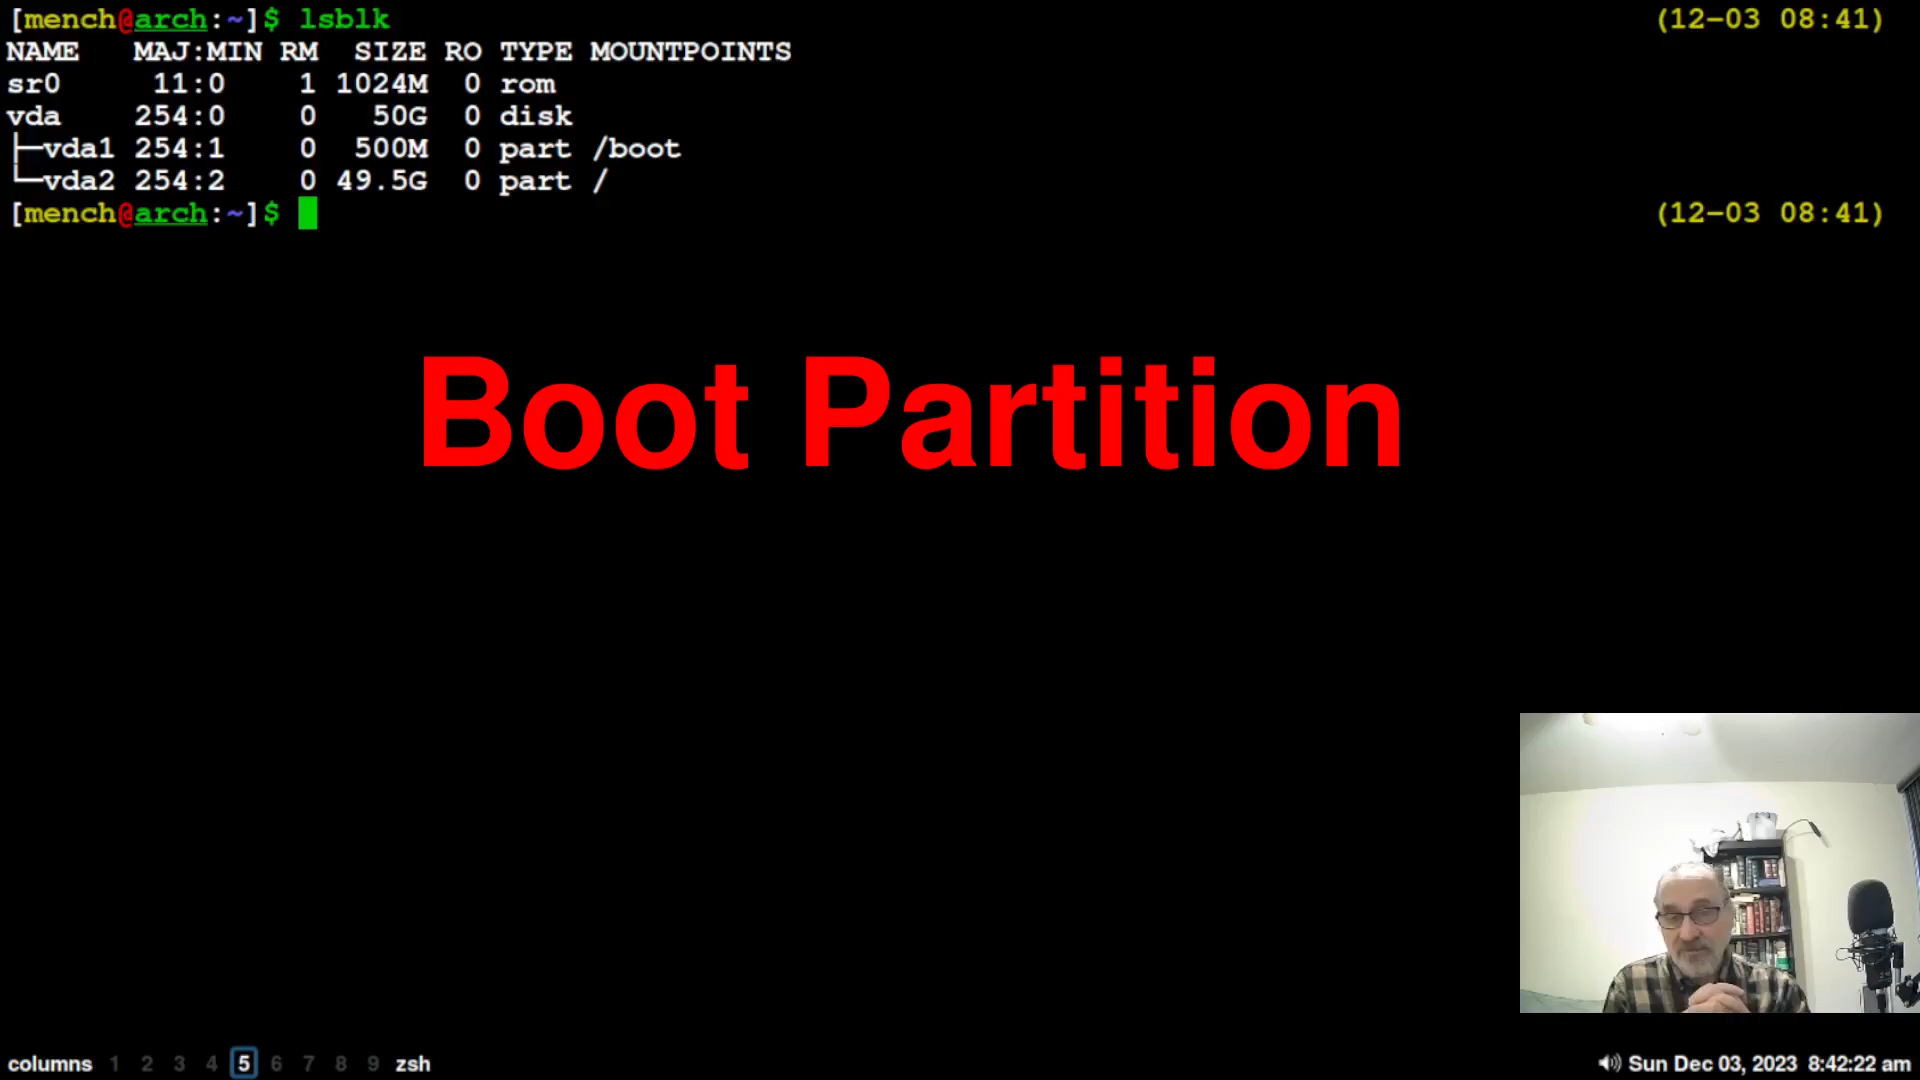 [mench@arch:~]$ lsblk (12-03 08:41)
NAME MAJ:MIN RM SIZE RO TYPE MOUNTPOINTS
sr0 11:0 1 1024M 0 rom
vda 254:0 0 50G 0 disk
├─vda1 254:1 0 500M 0 part /boot
└─vda2 254:2 0 49.5G 0 part /
[mench@arch:~]$ (12-03 08:41)
Boot Partition
columns 1 2 3 4 5 6 7 8 9 zsh Sun Dec 03, 2023 8:42:22 am